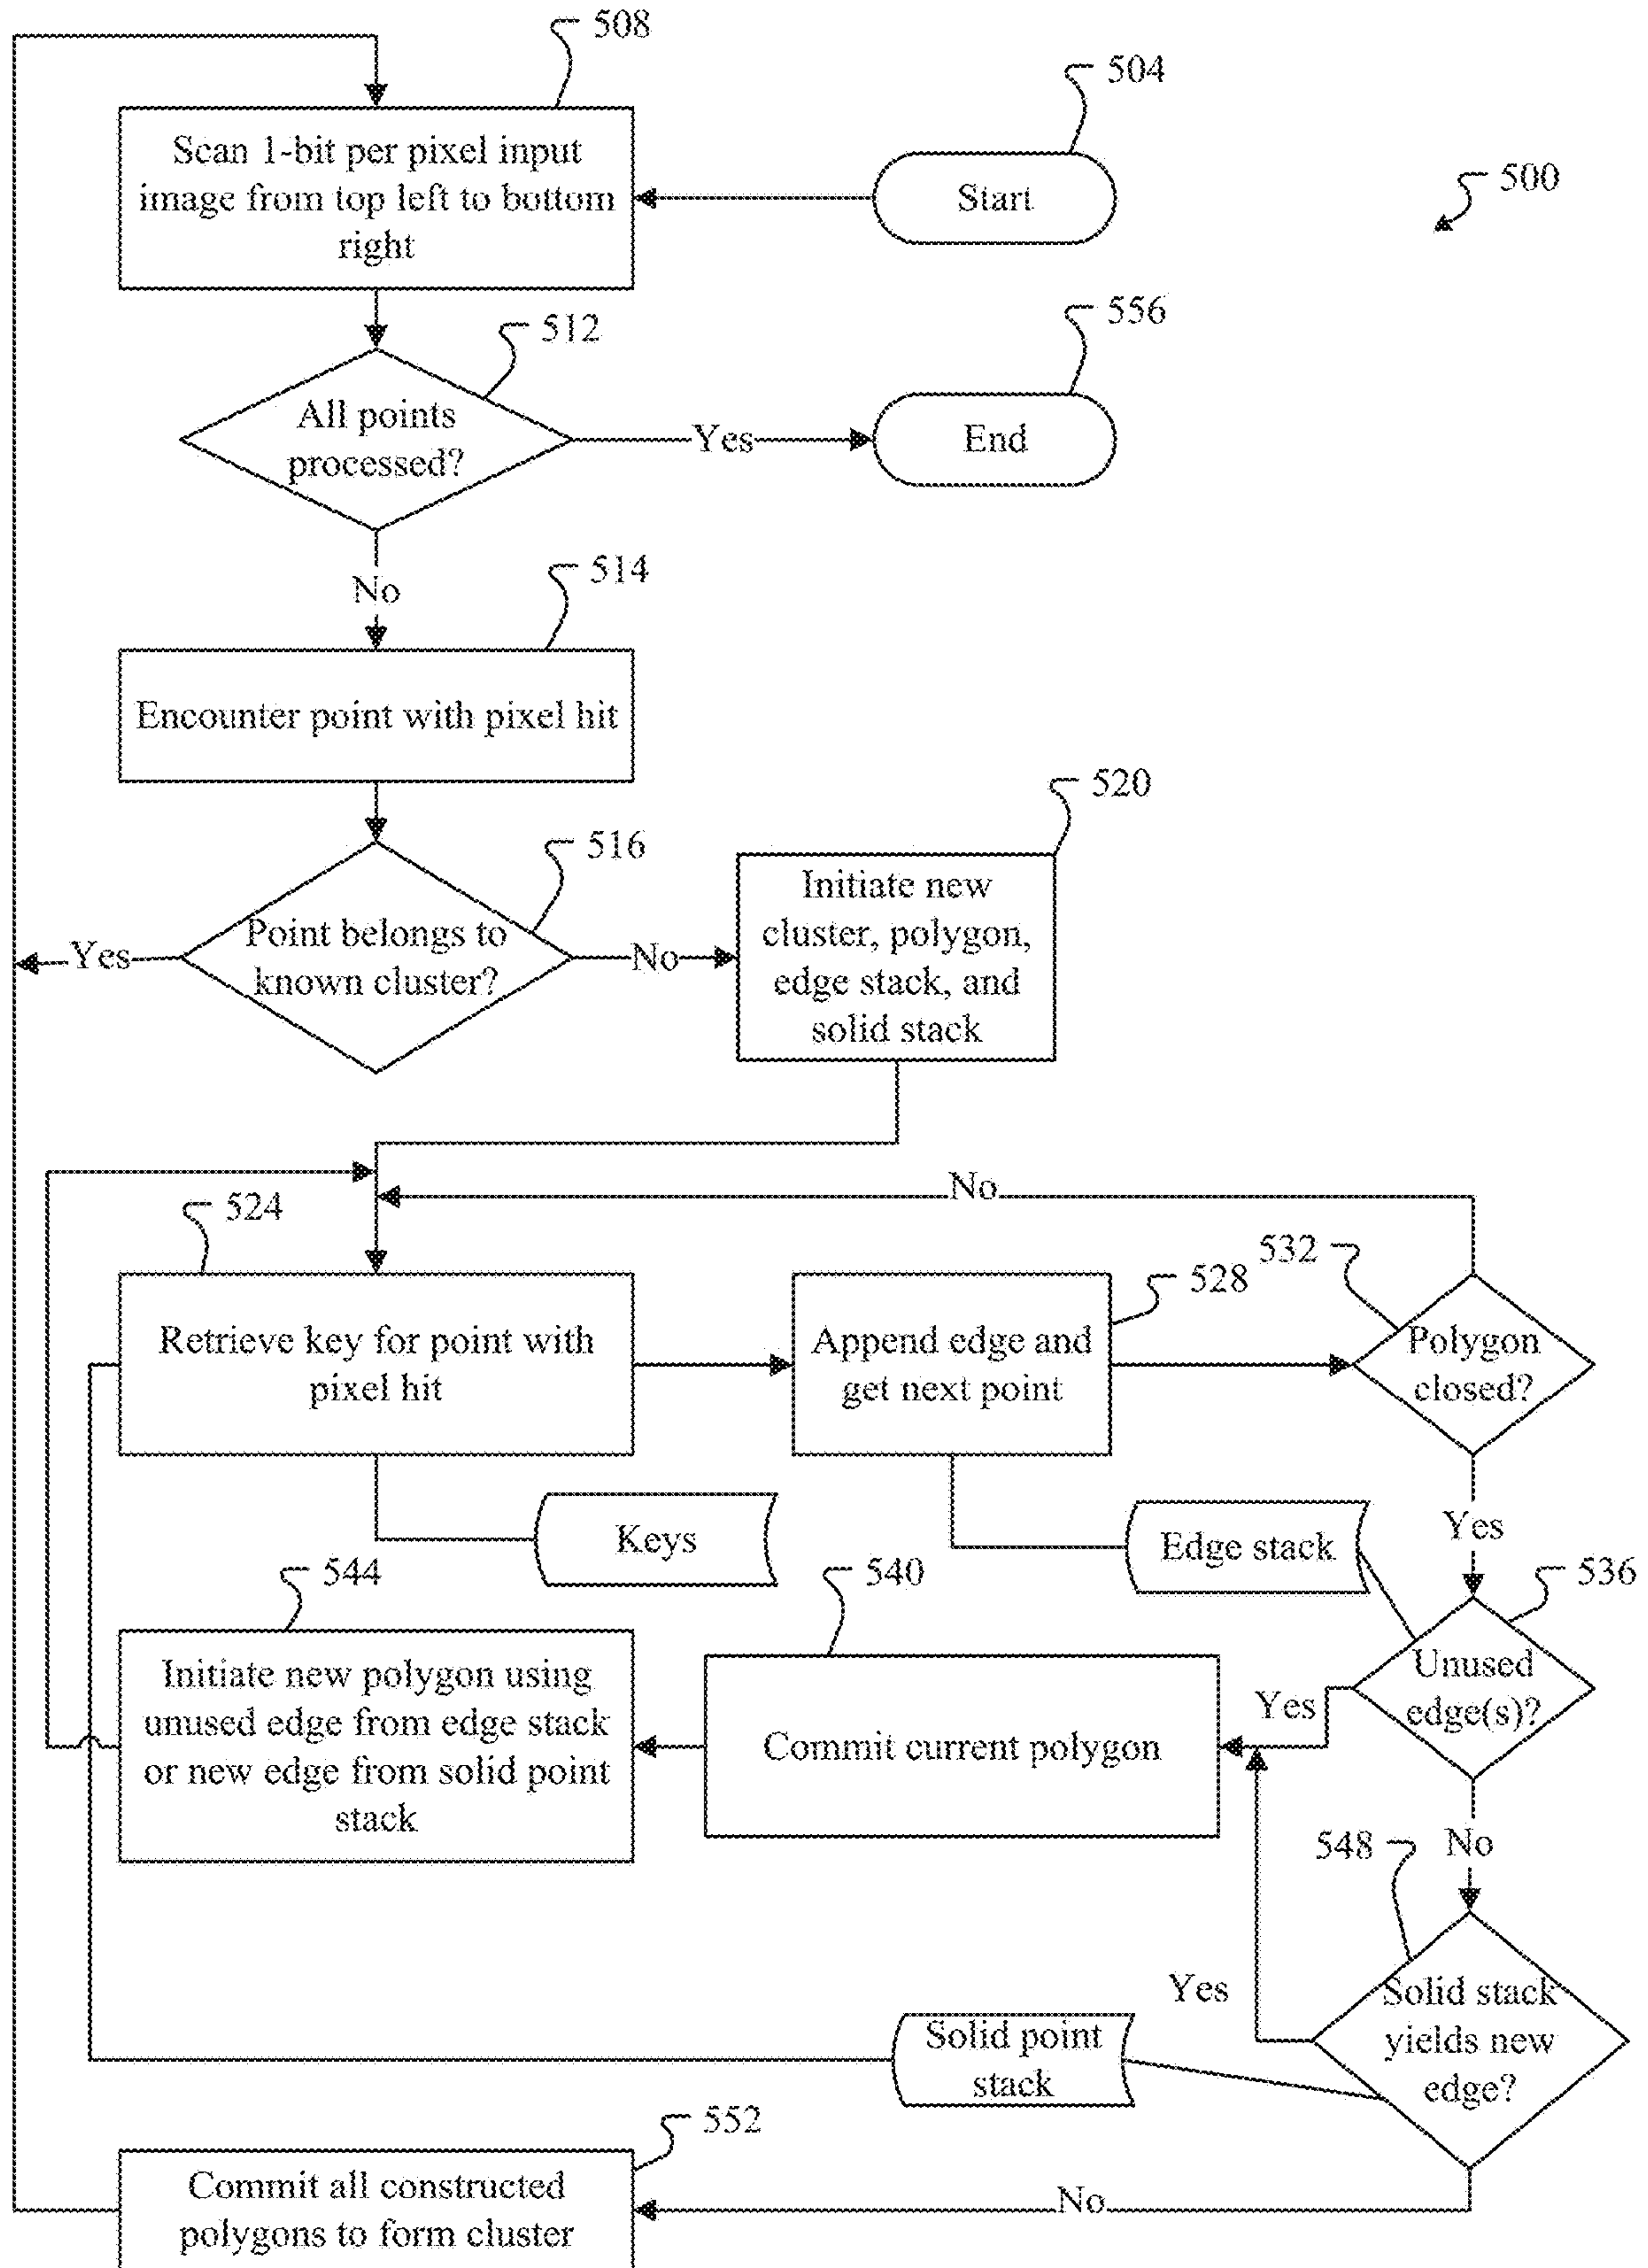 508
504
Scan 1-bit per pixel input
image from top left to bottom
right
Start
500
512
556
All points
processed?
Yes
End
No
514
Encounter point with pixel hit
516
520
Point belongs to
known cluster?
Yes
No
Initiate new
cluster, polygon,
edge stack, and
solid stack
No
524
528
532
Retrieve key for point with
pixel hit
Append edge and
get next point
Polygon
closed?
Keys
Edge stack
Yes
544
540
536
Initiate new polygon using
unused edge from edge stack
or new edge from solid point
stack
Commit current polygon
Yes
Unused
edge(s)?
548
No
Yes
Solid stack
yields new
edge?
Solid point
stack
552
Commit all constructed
polygons to form cluster
No